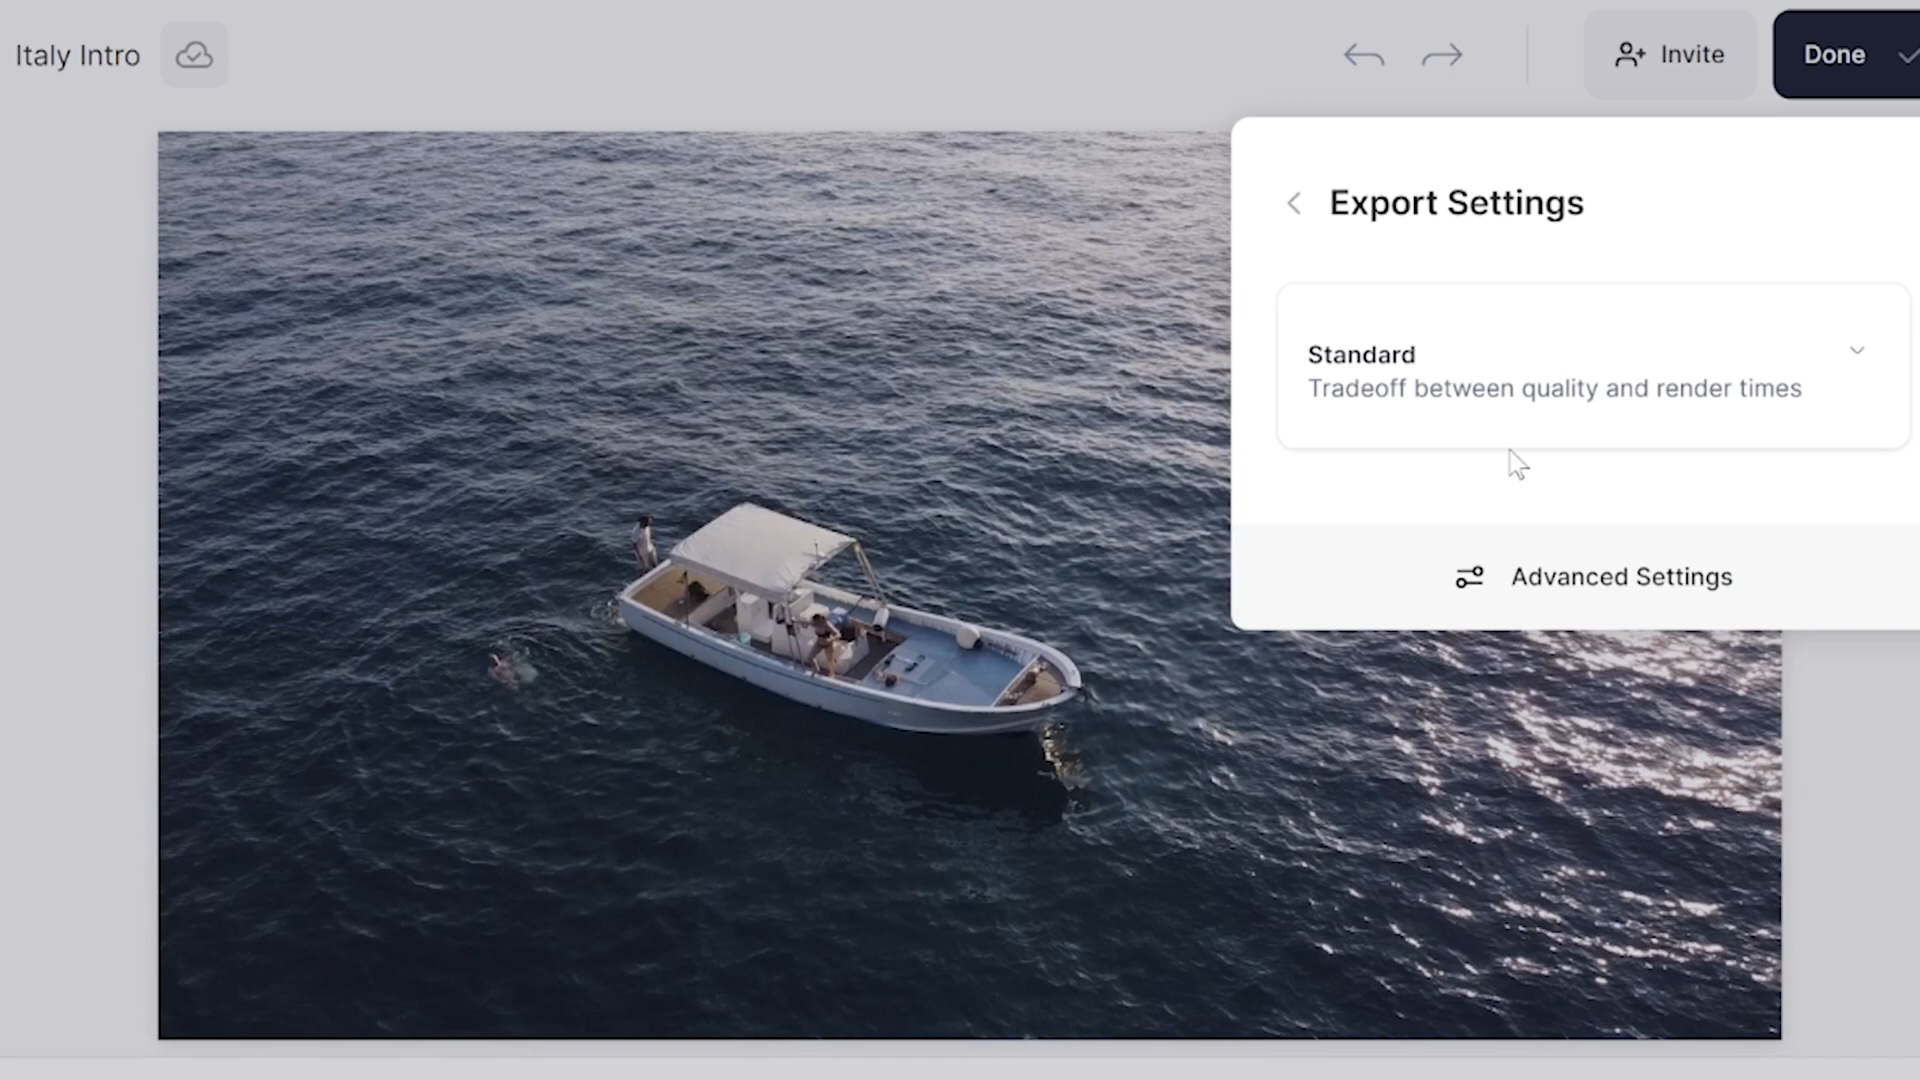 Italy Intro
Invite
Done
Export Settings
Standard
Tradeoff between quality and render times
Advanced Settings